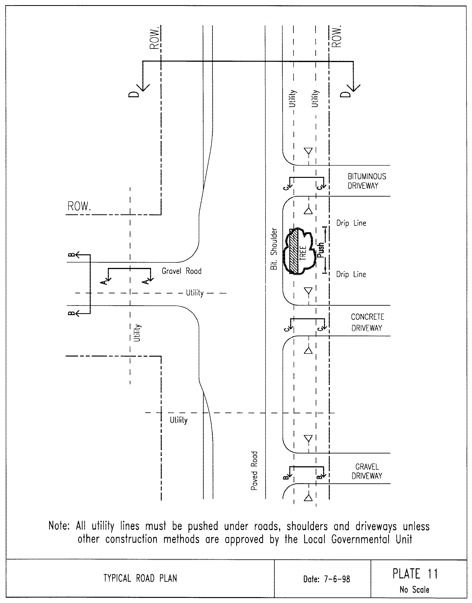 ROW.
ROW.
D
D
Utility
Utility
BITUMINOUS
DRIVEWAY
C
C
ROW.
Drip Line
Bit. Shoulder
TREE
Push
B
Gravel Road
A
A
Drip Line
Utility
B
Utility
CONCRETE
DRIVEWAY
C
C
Utility
Paved Road
GRAVEL
DRIVEWAY
B
B
Note: All utility lines must be pushed under roads, shoulders and driveways unless
other construction methods are approved by the Local Governmental Unit
TYPICAL ROAD PLAN
Date: 7-6-98
PLATE 11
No Scale